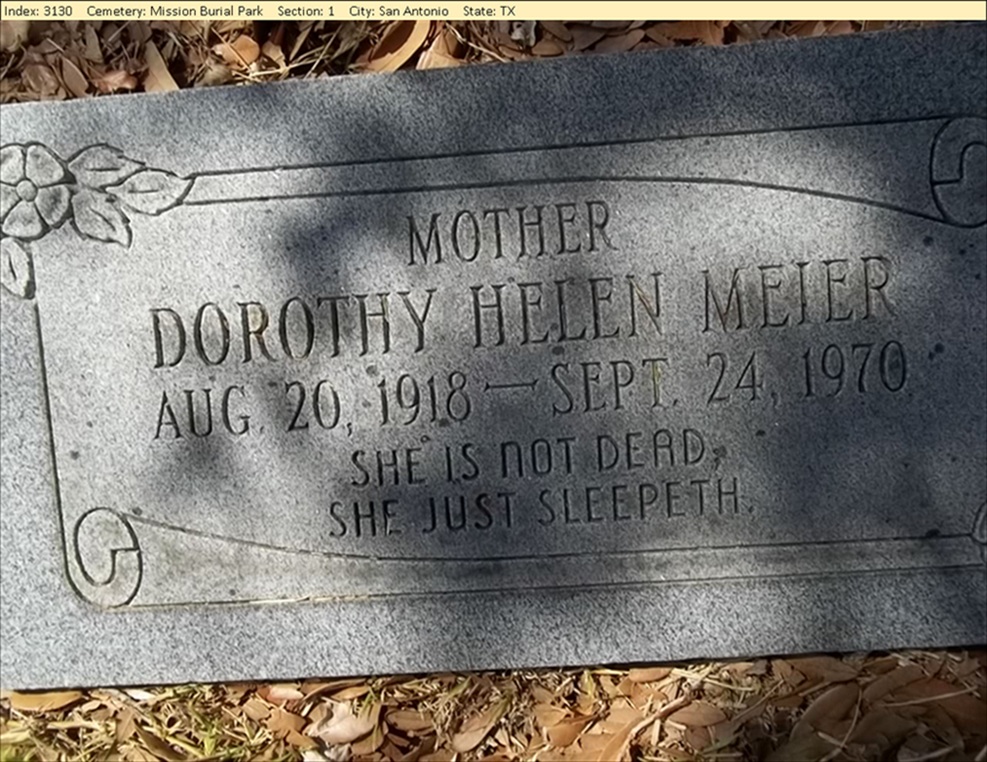 Index: 3130 Cemetery: Mission Burial Park Section: 1 City: San Antonio State: TX
MOTHER
DOROTHY HELEN MEIER
AUG. 20, 1918 — SEPT. 24, 1970
SHE IS NOT DEAD,
SHE JUST SLEEPETH.